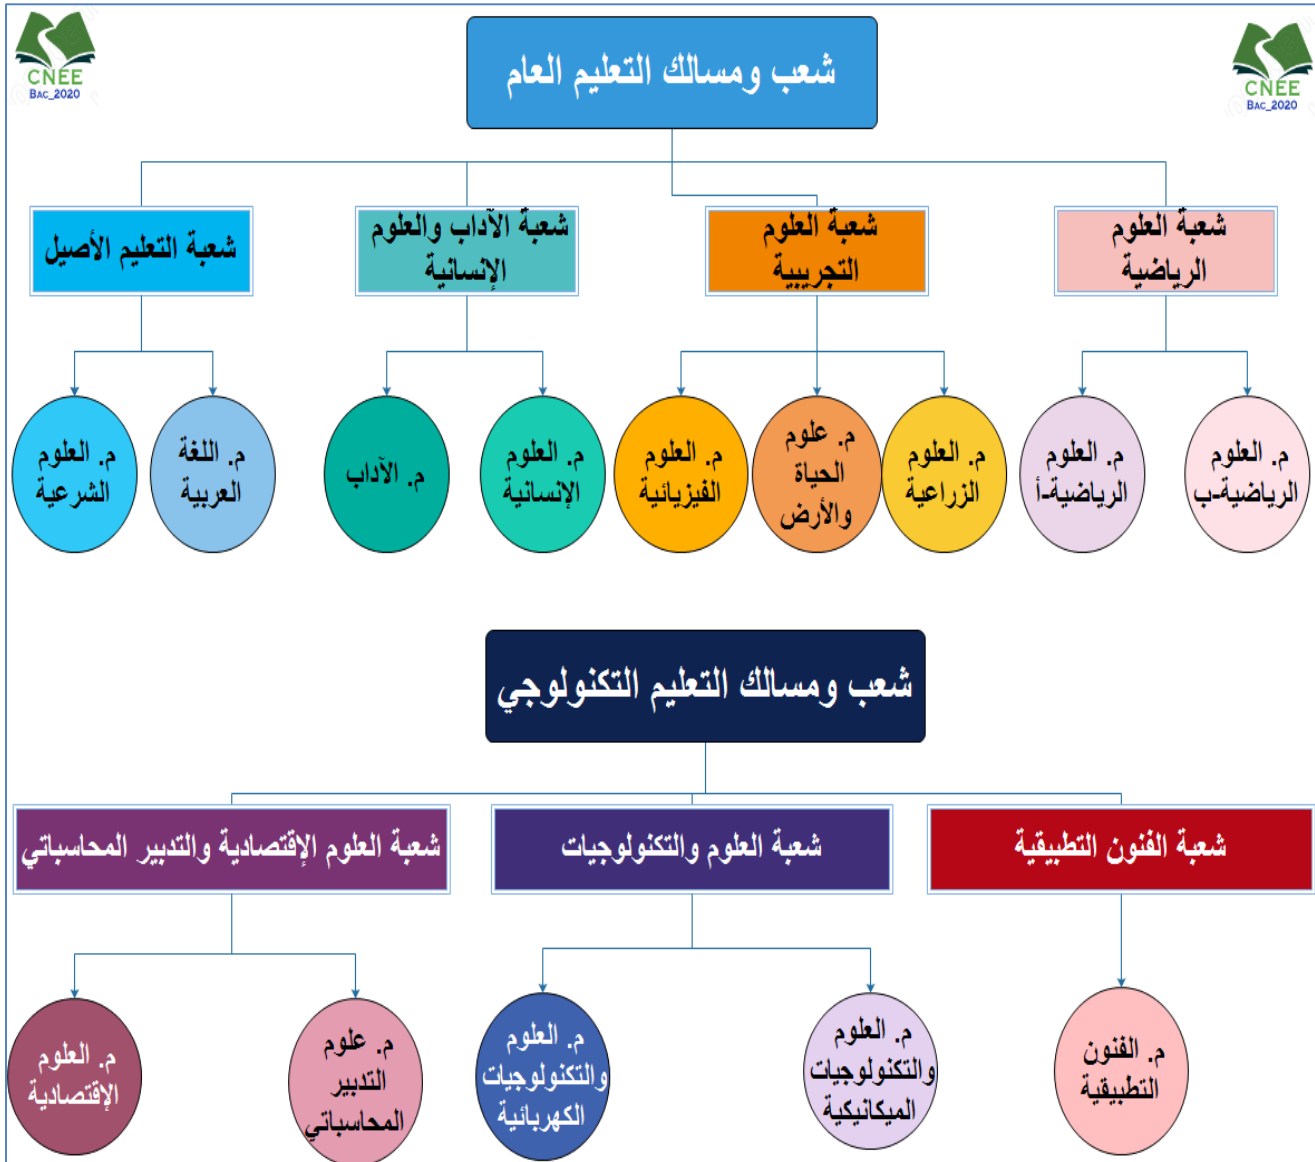 CNEE
BAC_2020
CNEE
BAC_2020
شعب ومسالك التعليم العام
شعبة العلوم
الرياضية
شعبة العلوم
التجريبية
شعبة الآداب والعلوم
الإنسانية
شعبة التعليم الأصيل
م. العلوم
الرياضية-ب
م. العلوم
الرياضية-أ
م. العلوم
الزراعية
م. علوم
الحياة
والأرض
م. العلوم
الفيزيائية
م. العلوم
الإنسانية
م. الآداب
م. اللغة
العربية
م. العلوم
الشرعية
شعب ومسالك التعليم التكنولوجي
شعبة الفنون التطبيقية
شعبة العلوم والتكنولوجيات
شعبة العلوم الإقتصادية والتدبير المحاسباتي
م. الفنون
التطبيقية
م. العلوم
والتكنولوجيات
الميكانيكية
م. العلوم
والتكنولوجيات
الكهربائية
م. علوم
التدبير
المحاسباتي
م. العلوم
الإقتصادية